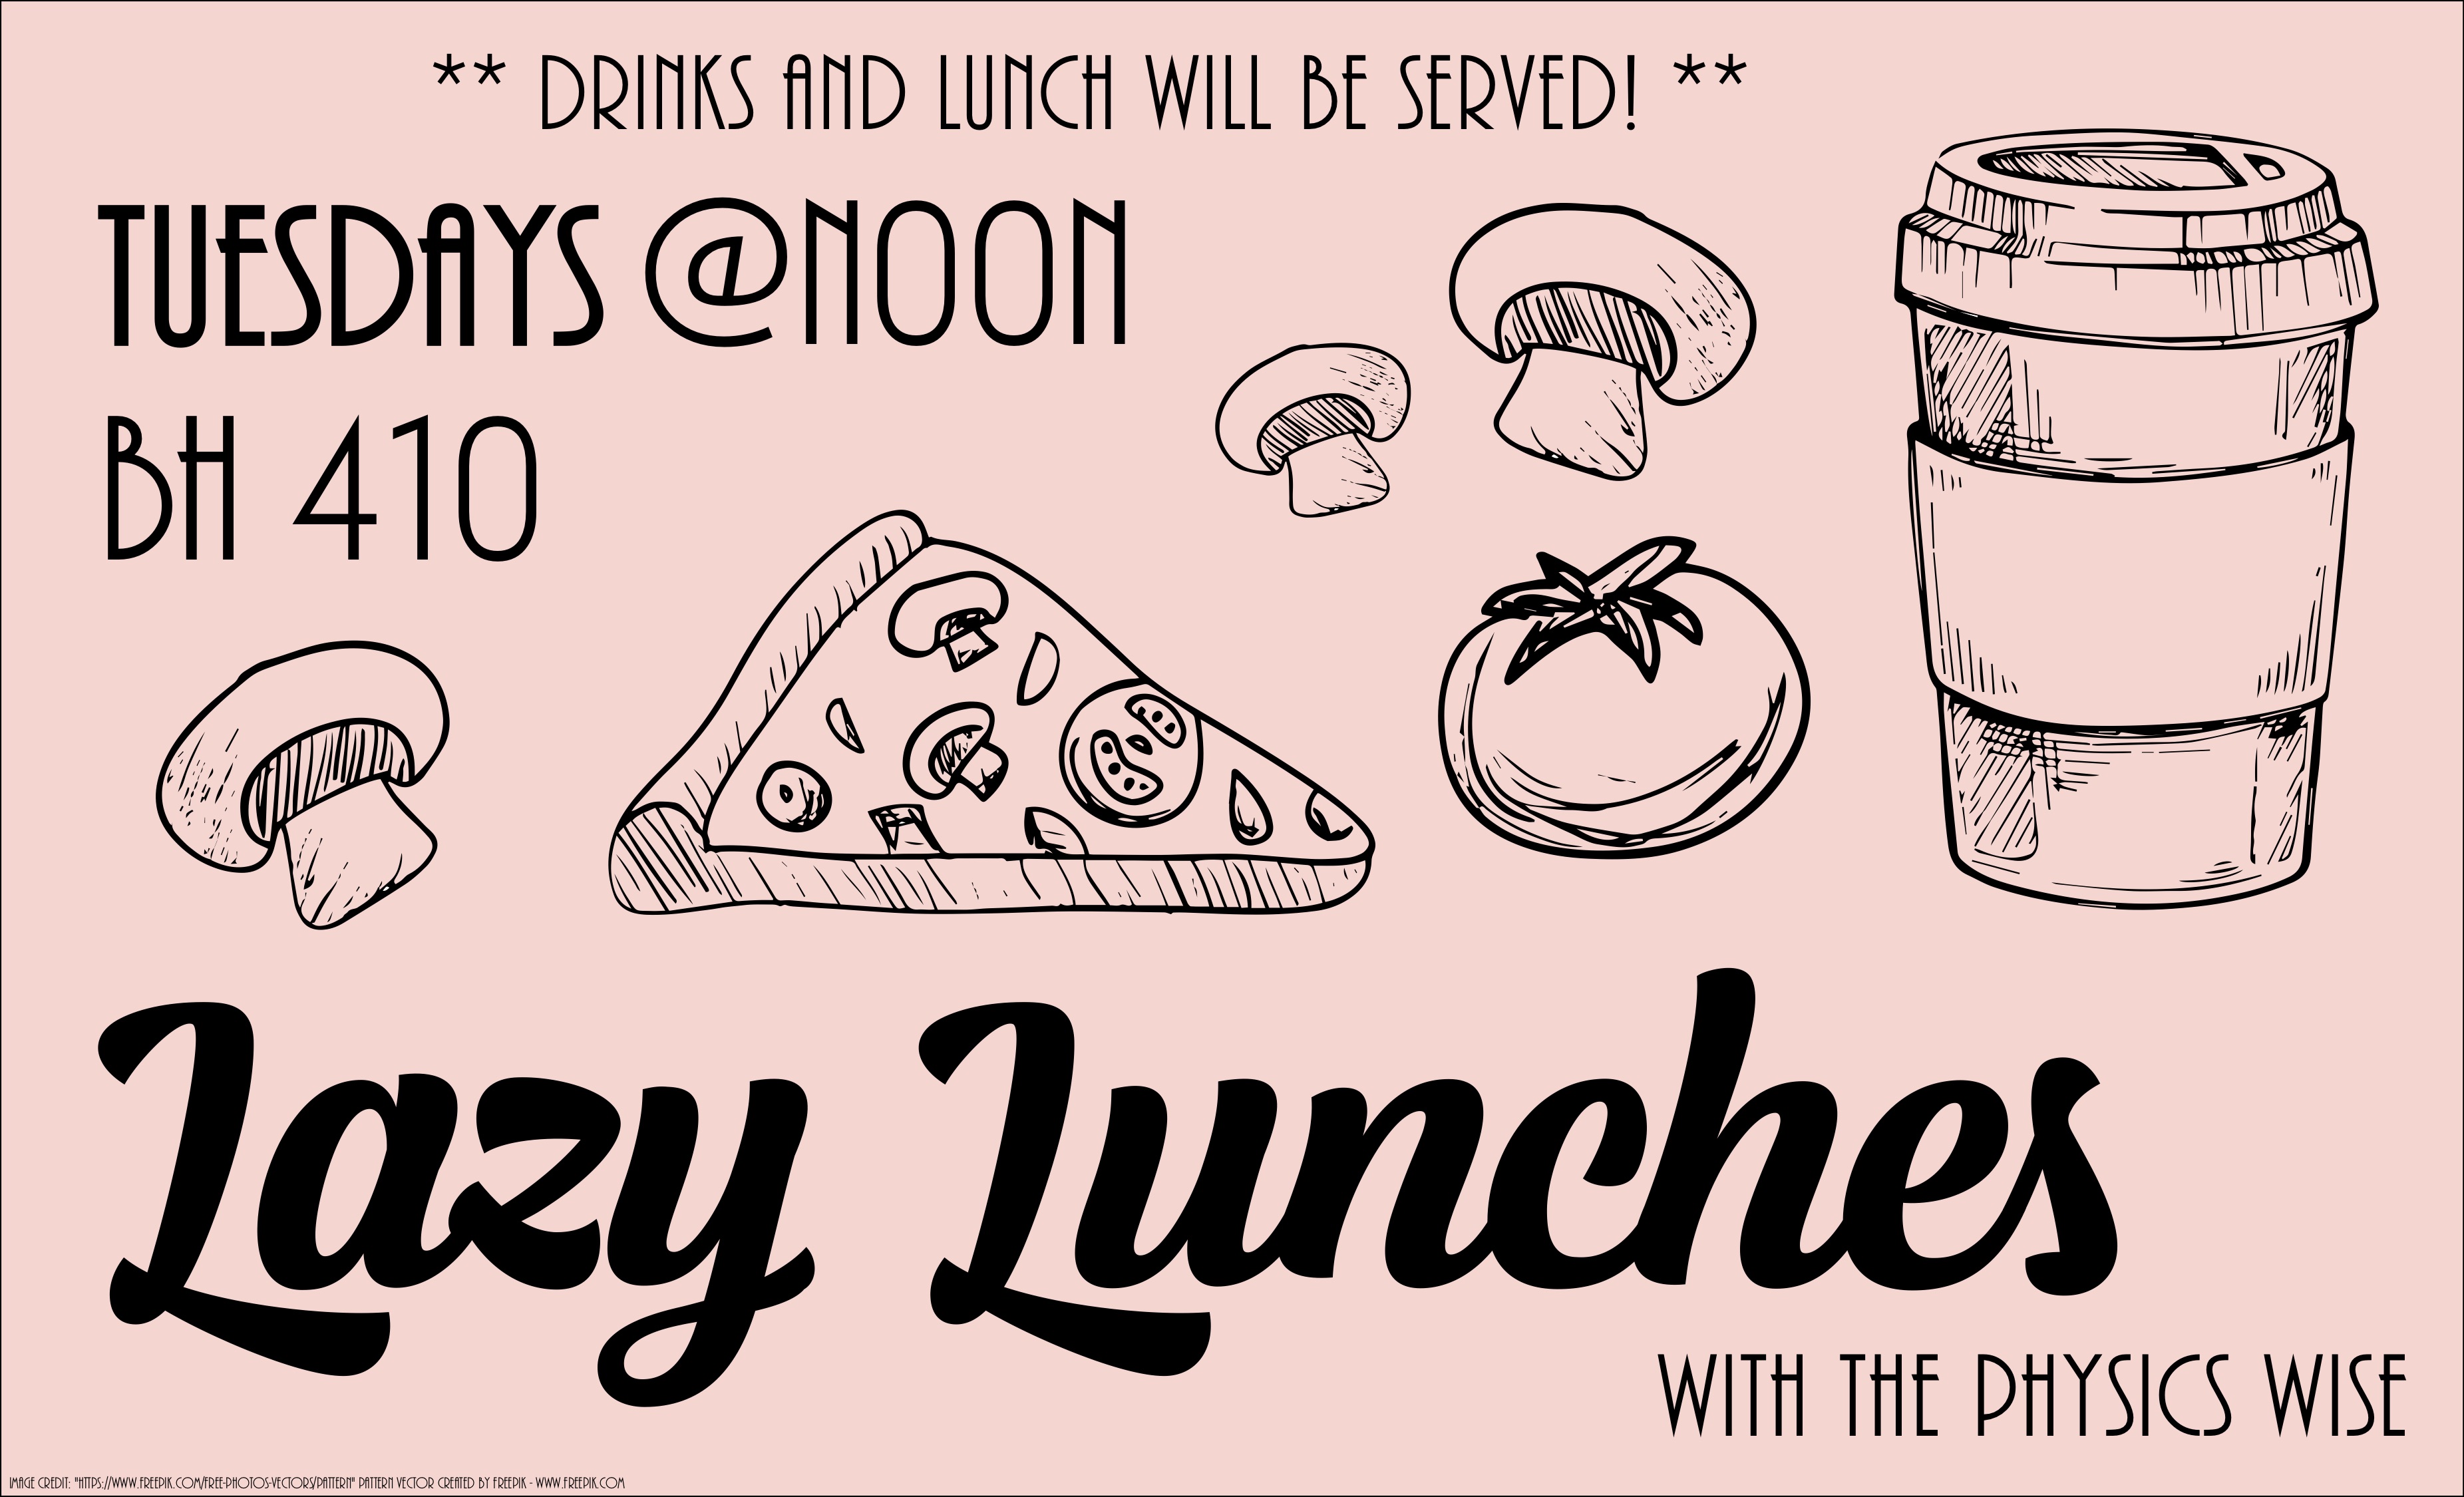 ** DRINKS AND LUNCH WILL BE SERVED! **
TUESDAYS @NOON
BH 410
Lazy Lunches
WITH THE PHYSICS WISE
IMAGE CREDIT: "HTTPS://WWW.FREEPIK.COM/FREE-PHOTOS-VECTORS/PATTERN" PATTERN VECTOR CREATED BY FREEPIK - WWW.FREEPIK.COM